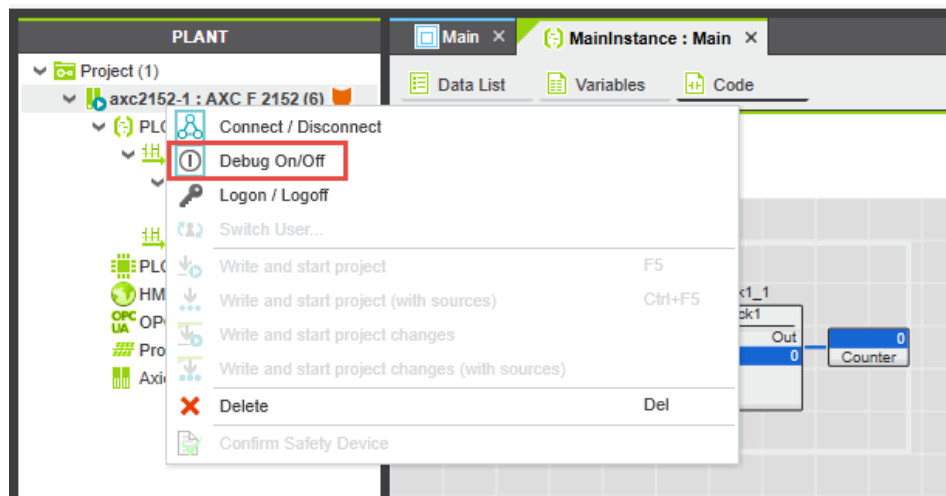 PLANT
Main ×
MainInstance : Main ×
Project (1)
Data List
Variables
Code
axc2152-1 : AXC F 2152 (6)
Connect / Disconnect
Debug On/Off
Logon / Logoff
Switch User...
Write and start project F5
Write and start project (with sources) Ctrl+F5
Write and start project changes
Write and start project changes (with sources)
Delete Del
Confirm Safety Device
PLC
PLC
HM
OPC UA OP
Pro
Axi
k1_1
ck1
Out
0
0
Counter